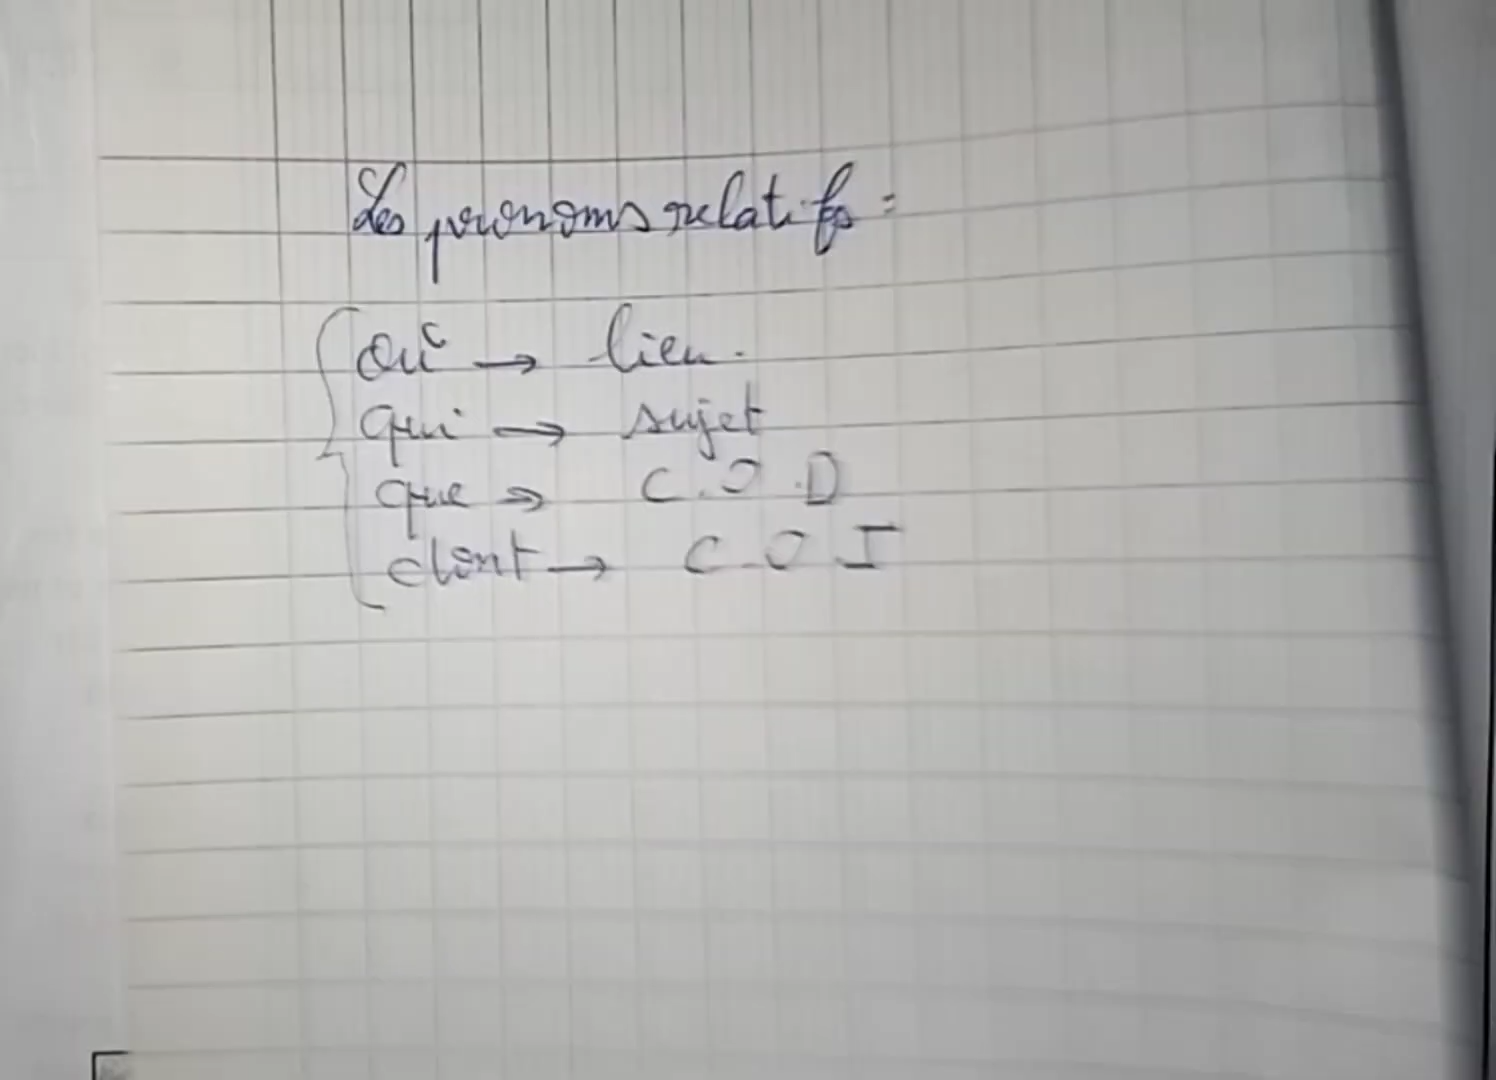 Les pronoms relatifs :
où → lieu.
qui → sujet
que → C.O.D
dont → C.O I